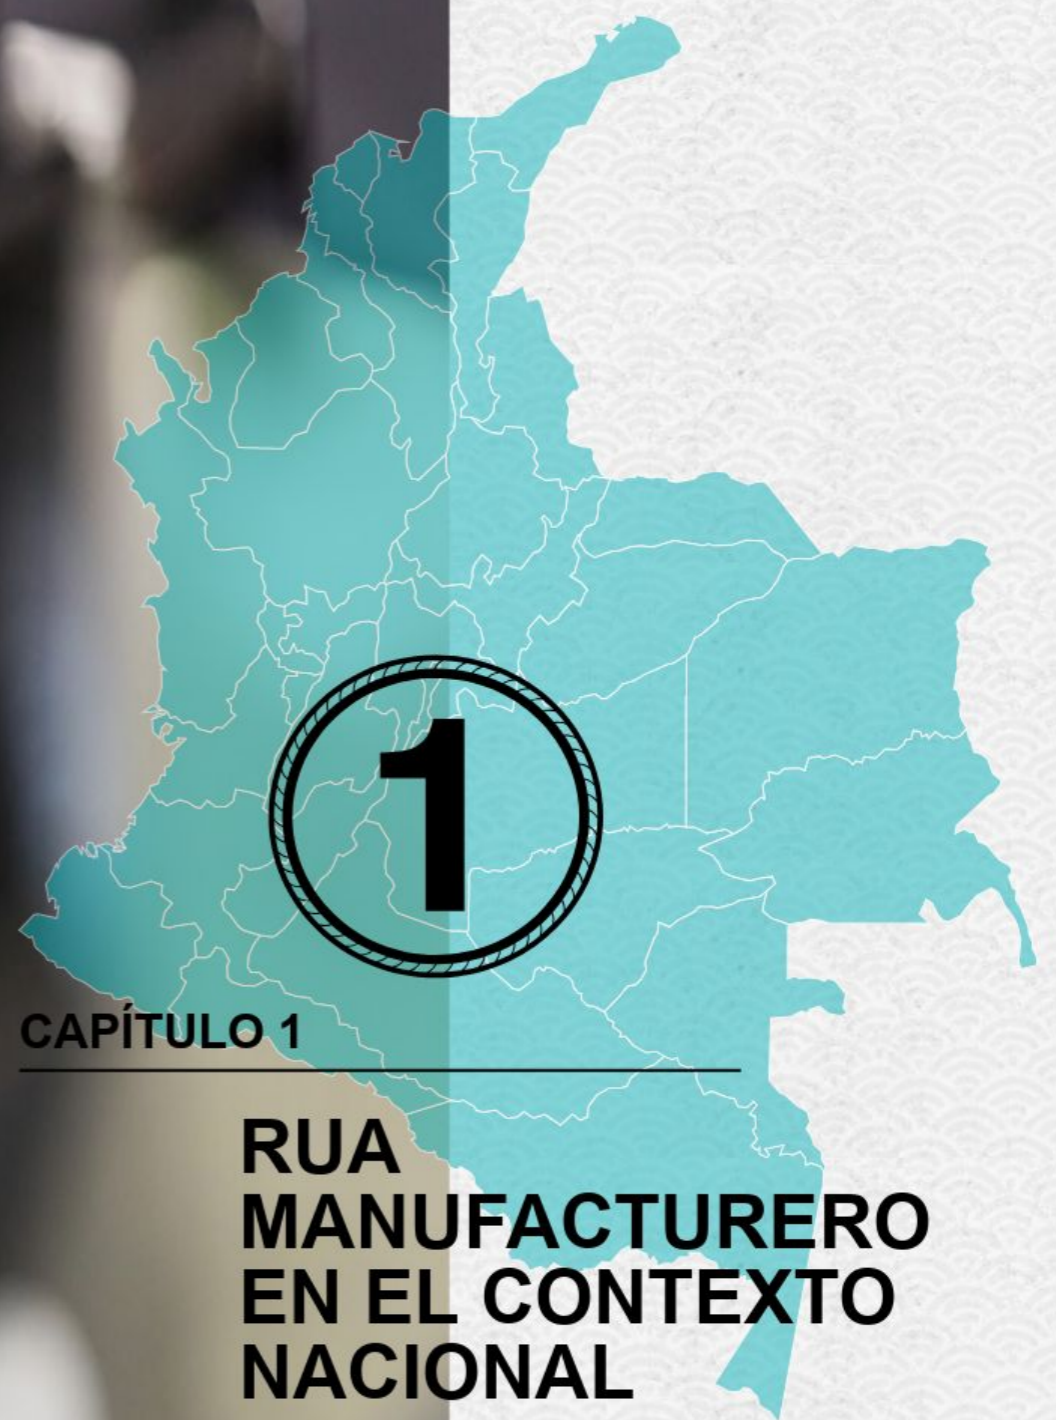 1
CAPÍTULO 1
RUA
MANUFACTURERO
EN EL CONTEXTO
NACIONAL